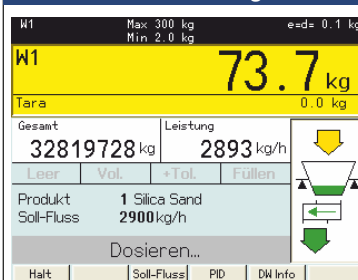 W1 Max 300 kg e=d= 0.1 kg
Min 2.0 kg
W1
73.7 kg
Tara 0.0 kg
Gesamt Leistung
32819728 kg 2893 kg/h
Leer Vol. +Tol. Füllen
Produkt 1 Silica Sand
Soll-Fluss 2900 kg/h
Dosieren...
Halt Soll-Fluss PID DW Info